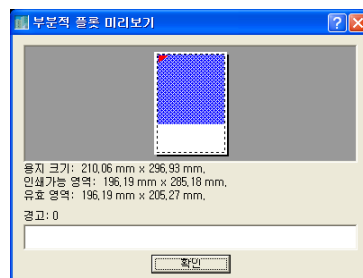 부분적 플롯 미리보기
용지 크기: 210,06 mm x 296,93 mm,
인쇄가능 영역: 196,19 mm x 285,18 mm,
유효 영역: 196,19 mm x 205,27 mm,
경고: 0
확인